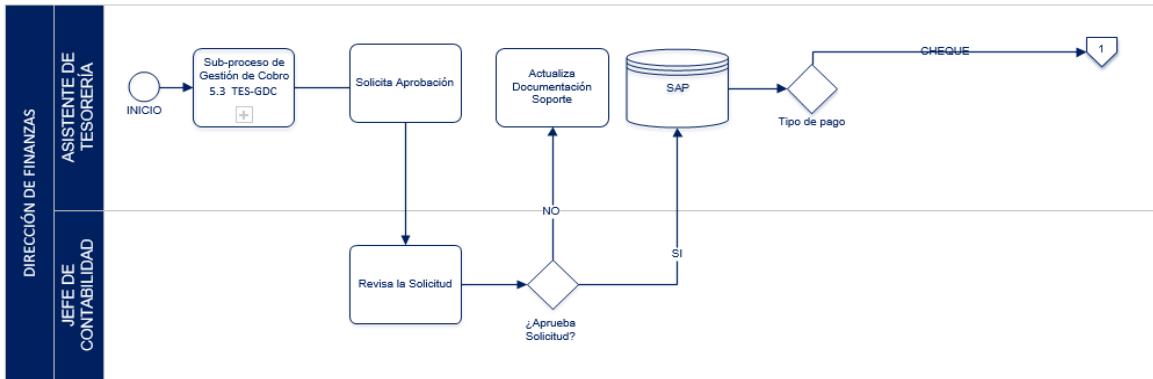 DIRECCIÓN DE FINANZAS
ASISTENTE DE
TESORERÍA
INICIO
Sub-proceso de
Gestión de Cobro
5.3 TES-GDC
Solicita Aprobación
Actualiza
Documentación
Soporte
SAP
Tipo de pago
CHEQUE
1
NO
SI
JEFE DE
CONTABILIDAD
Revisa la Solicitud
¿Aprueba
Solicitud?